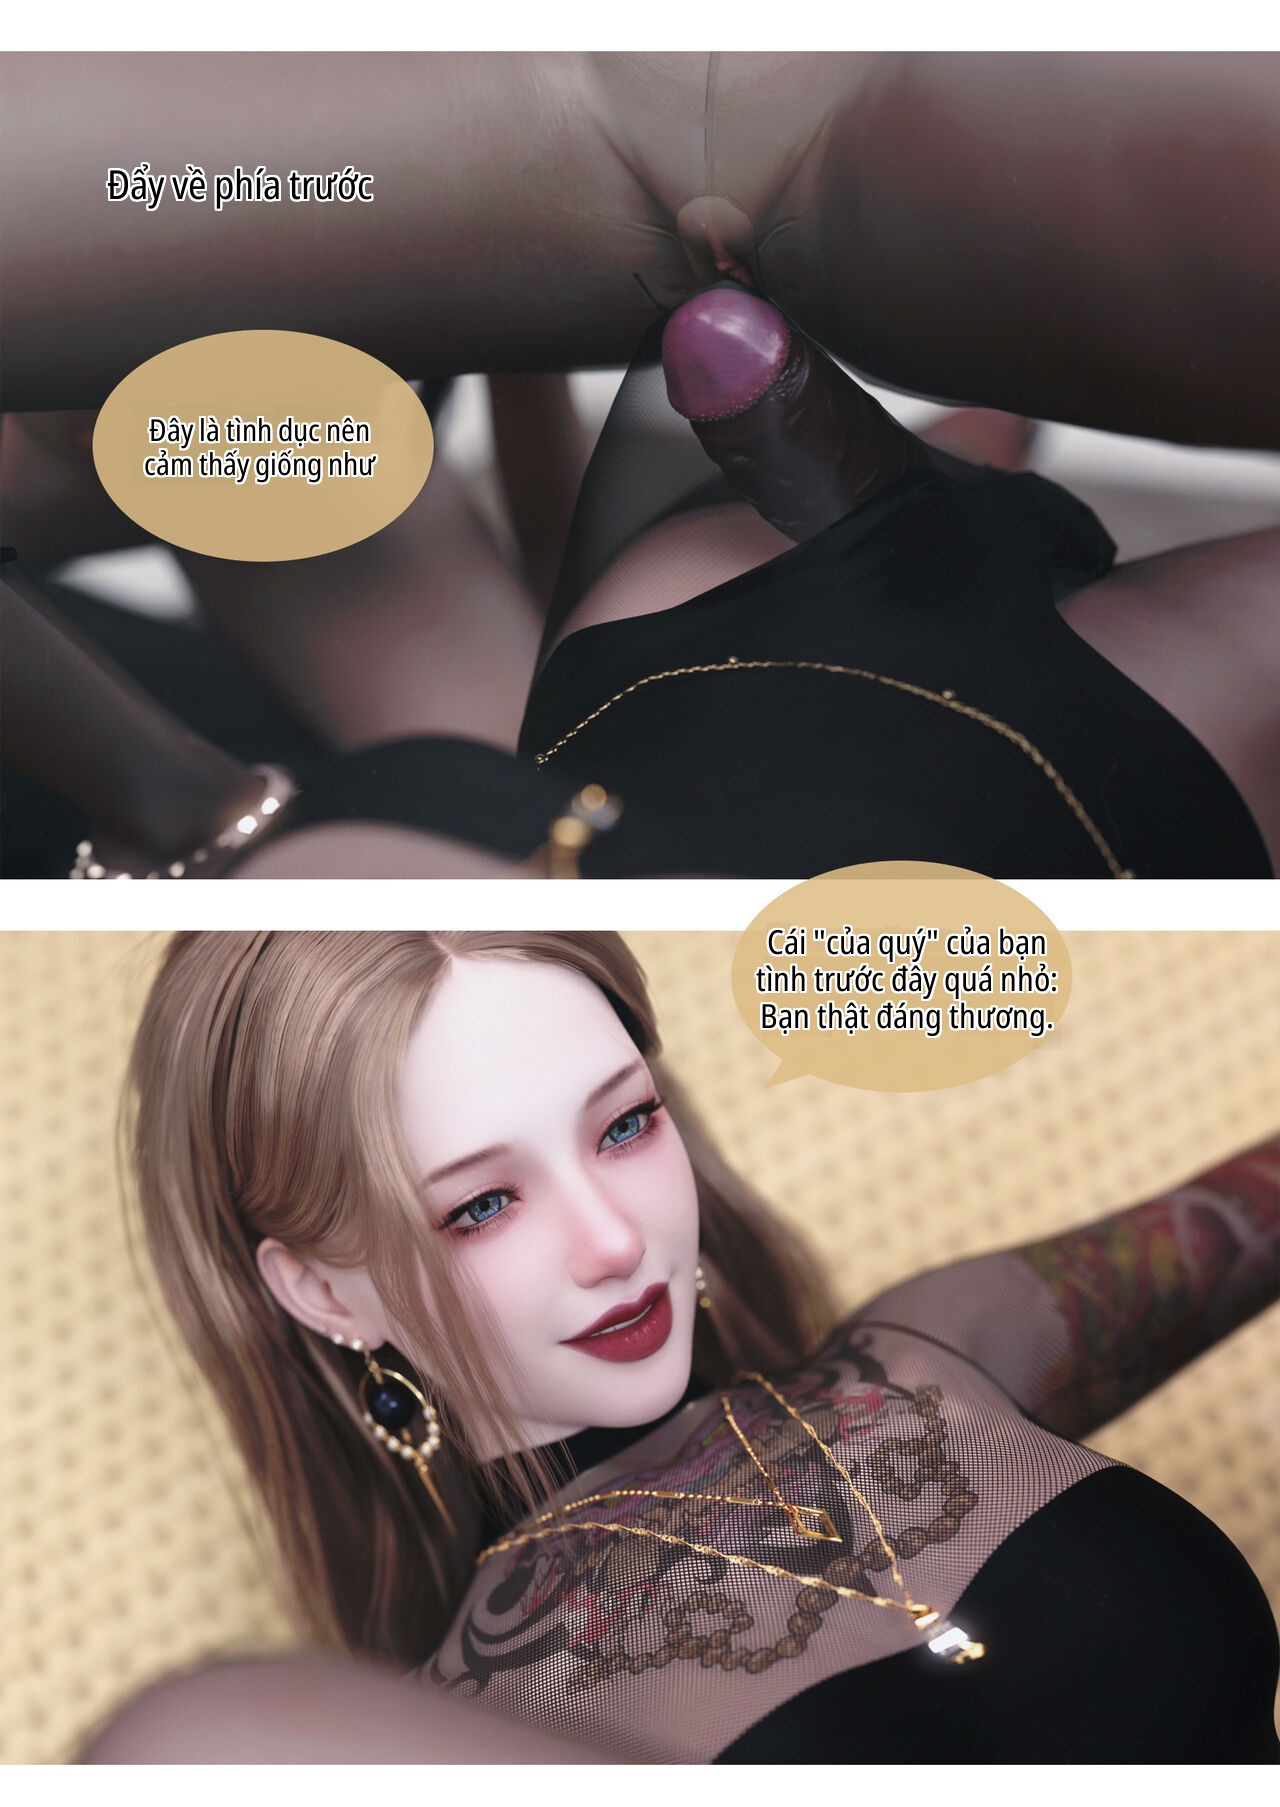 Đẩy về phía trước
Đây là tình dục nên
cảm thấy giống như
Cái "của quý" của bạn
tình trước đây quá nhỏ:
Bạn thật đáng thương.